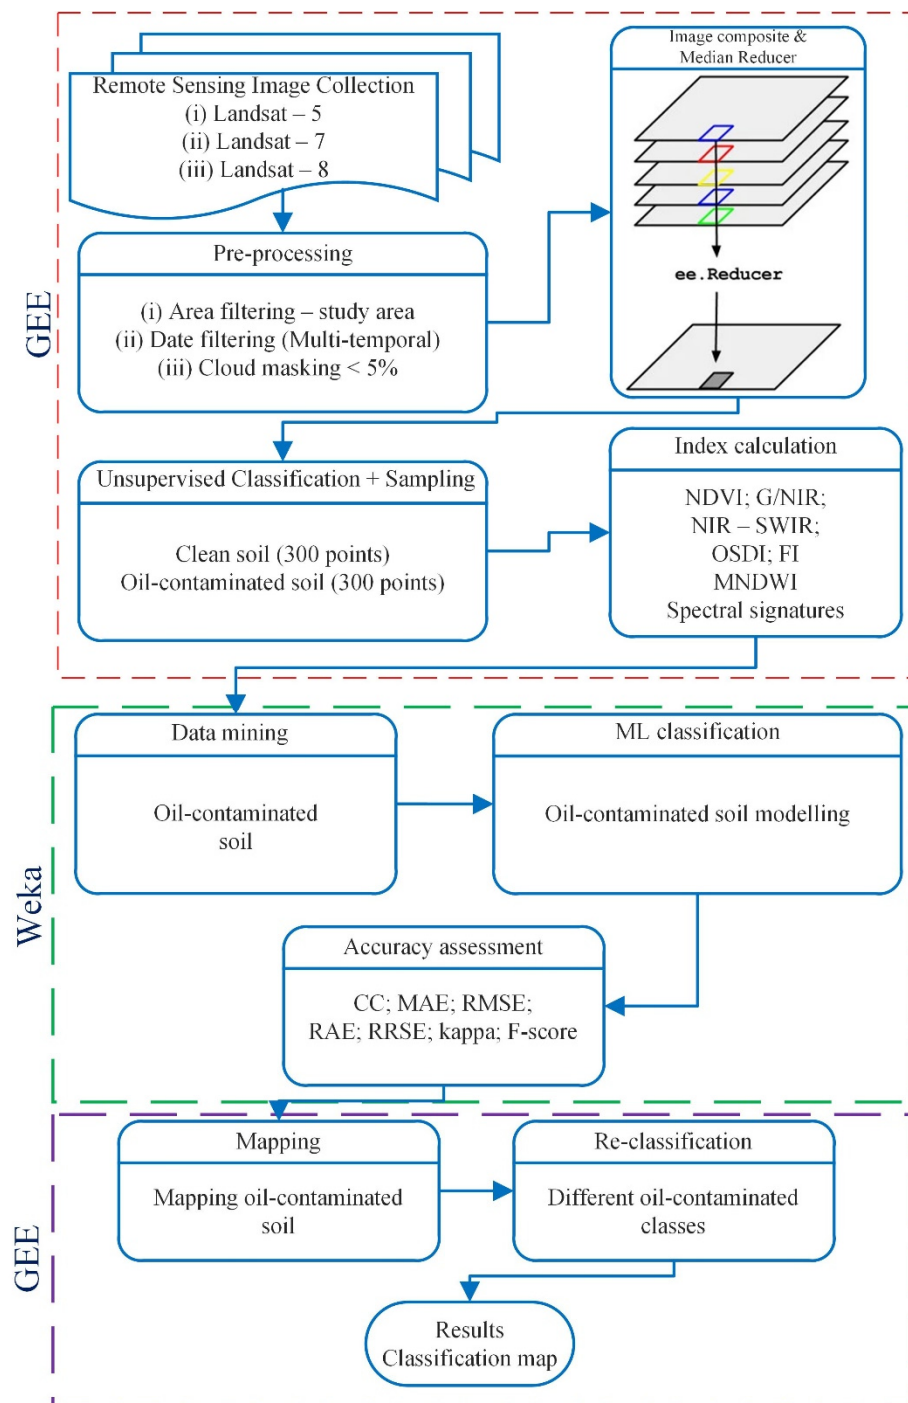 GEE
Remote Sensing Image Collection
(i) Landsat – 5
(ii) Landsat – 7
(iii) Landsat – 8
Pre-processing
(i) Area filtering – study area
(ii) Date filtering (Multi-temporal)
(iii) Cloud masking < 5%
Image composite &
Median Reducer
ee.Reducer
Unsupervised Classification + Sampling
Clean soil (300 points)
Oil-contaminated soil (300 points)
Index calculation
NDVI; G/NIR;
NIR – SWIR;
OSDI; FI
MNDWI
Spectral signatures
Weka
Data mining
Oil-contaminated
soil
ML classification
Oil-contaminated soil modelling
Accuracy assessment
CC; MAE; RMSE;
RAE; RRSE; kappa; F-score
GEE
Mapping
Mapping oil-contaminated
soil
Re-classification
Different oil-contaminated
classes
Results
Classification map